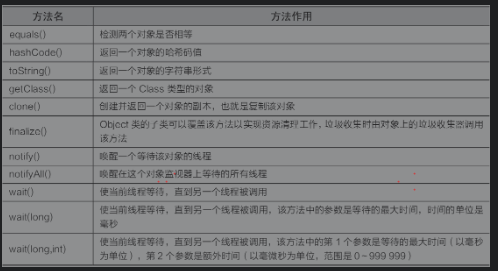 方法名 方法作用
equals() 检测两个对象是否相等
hashCode() 返回一个对象的哈希码值
toString() 返回一个对象的字符串形式
getClass() 返回一个 Class 类型的对象
clone() 创建并返回一个对象的副本，也就是复制该对象
finalize() Object 类的子类可以覆盖该方法以实现资源清理工作，垃圾收集时由对象上的垃圾收集器调用
该方法
notify() 唤醒一个等待该对象的线程
notifyAll() 唤醒在这个对象监视器上等待的所有线程
wait() 使当前线程等待，直到另一个线程被调用
wait(long) 使当前线程等待，直到另一个线程被调用，该方法中的参数是等待的最大时间，时间的单位是
毫秒
wait(long,int) 使当前线程等待，直到另一个线程被调用，该方法中的第 1 个参数是等待的最大时间（以毫秒
为单位），第 2 个参数是额外时间（以毫微秒为单位，范围是 0~999 999）